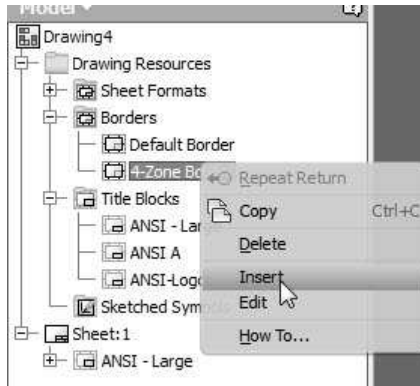 Model
Drawing4
Drawing Resources
Sheet Formats
Borders
Default Border
4-Zone Bo
Repeat Return
Title Blocks
Copy Ctrl+C
ANSI - Lar
Delete
ANSI A
Insert
ANSI-Logo
Edit
Sketched Sym
How To...
Sheet:1
ANSI - Large